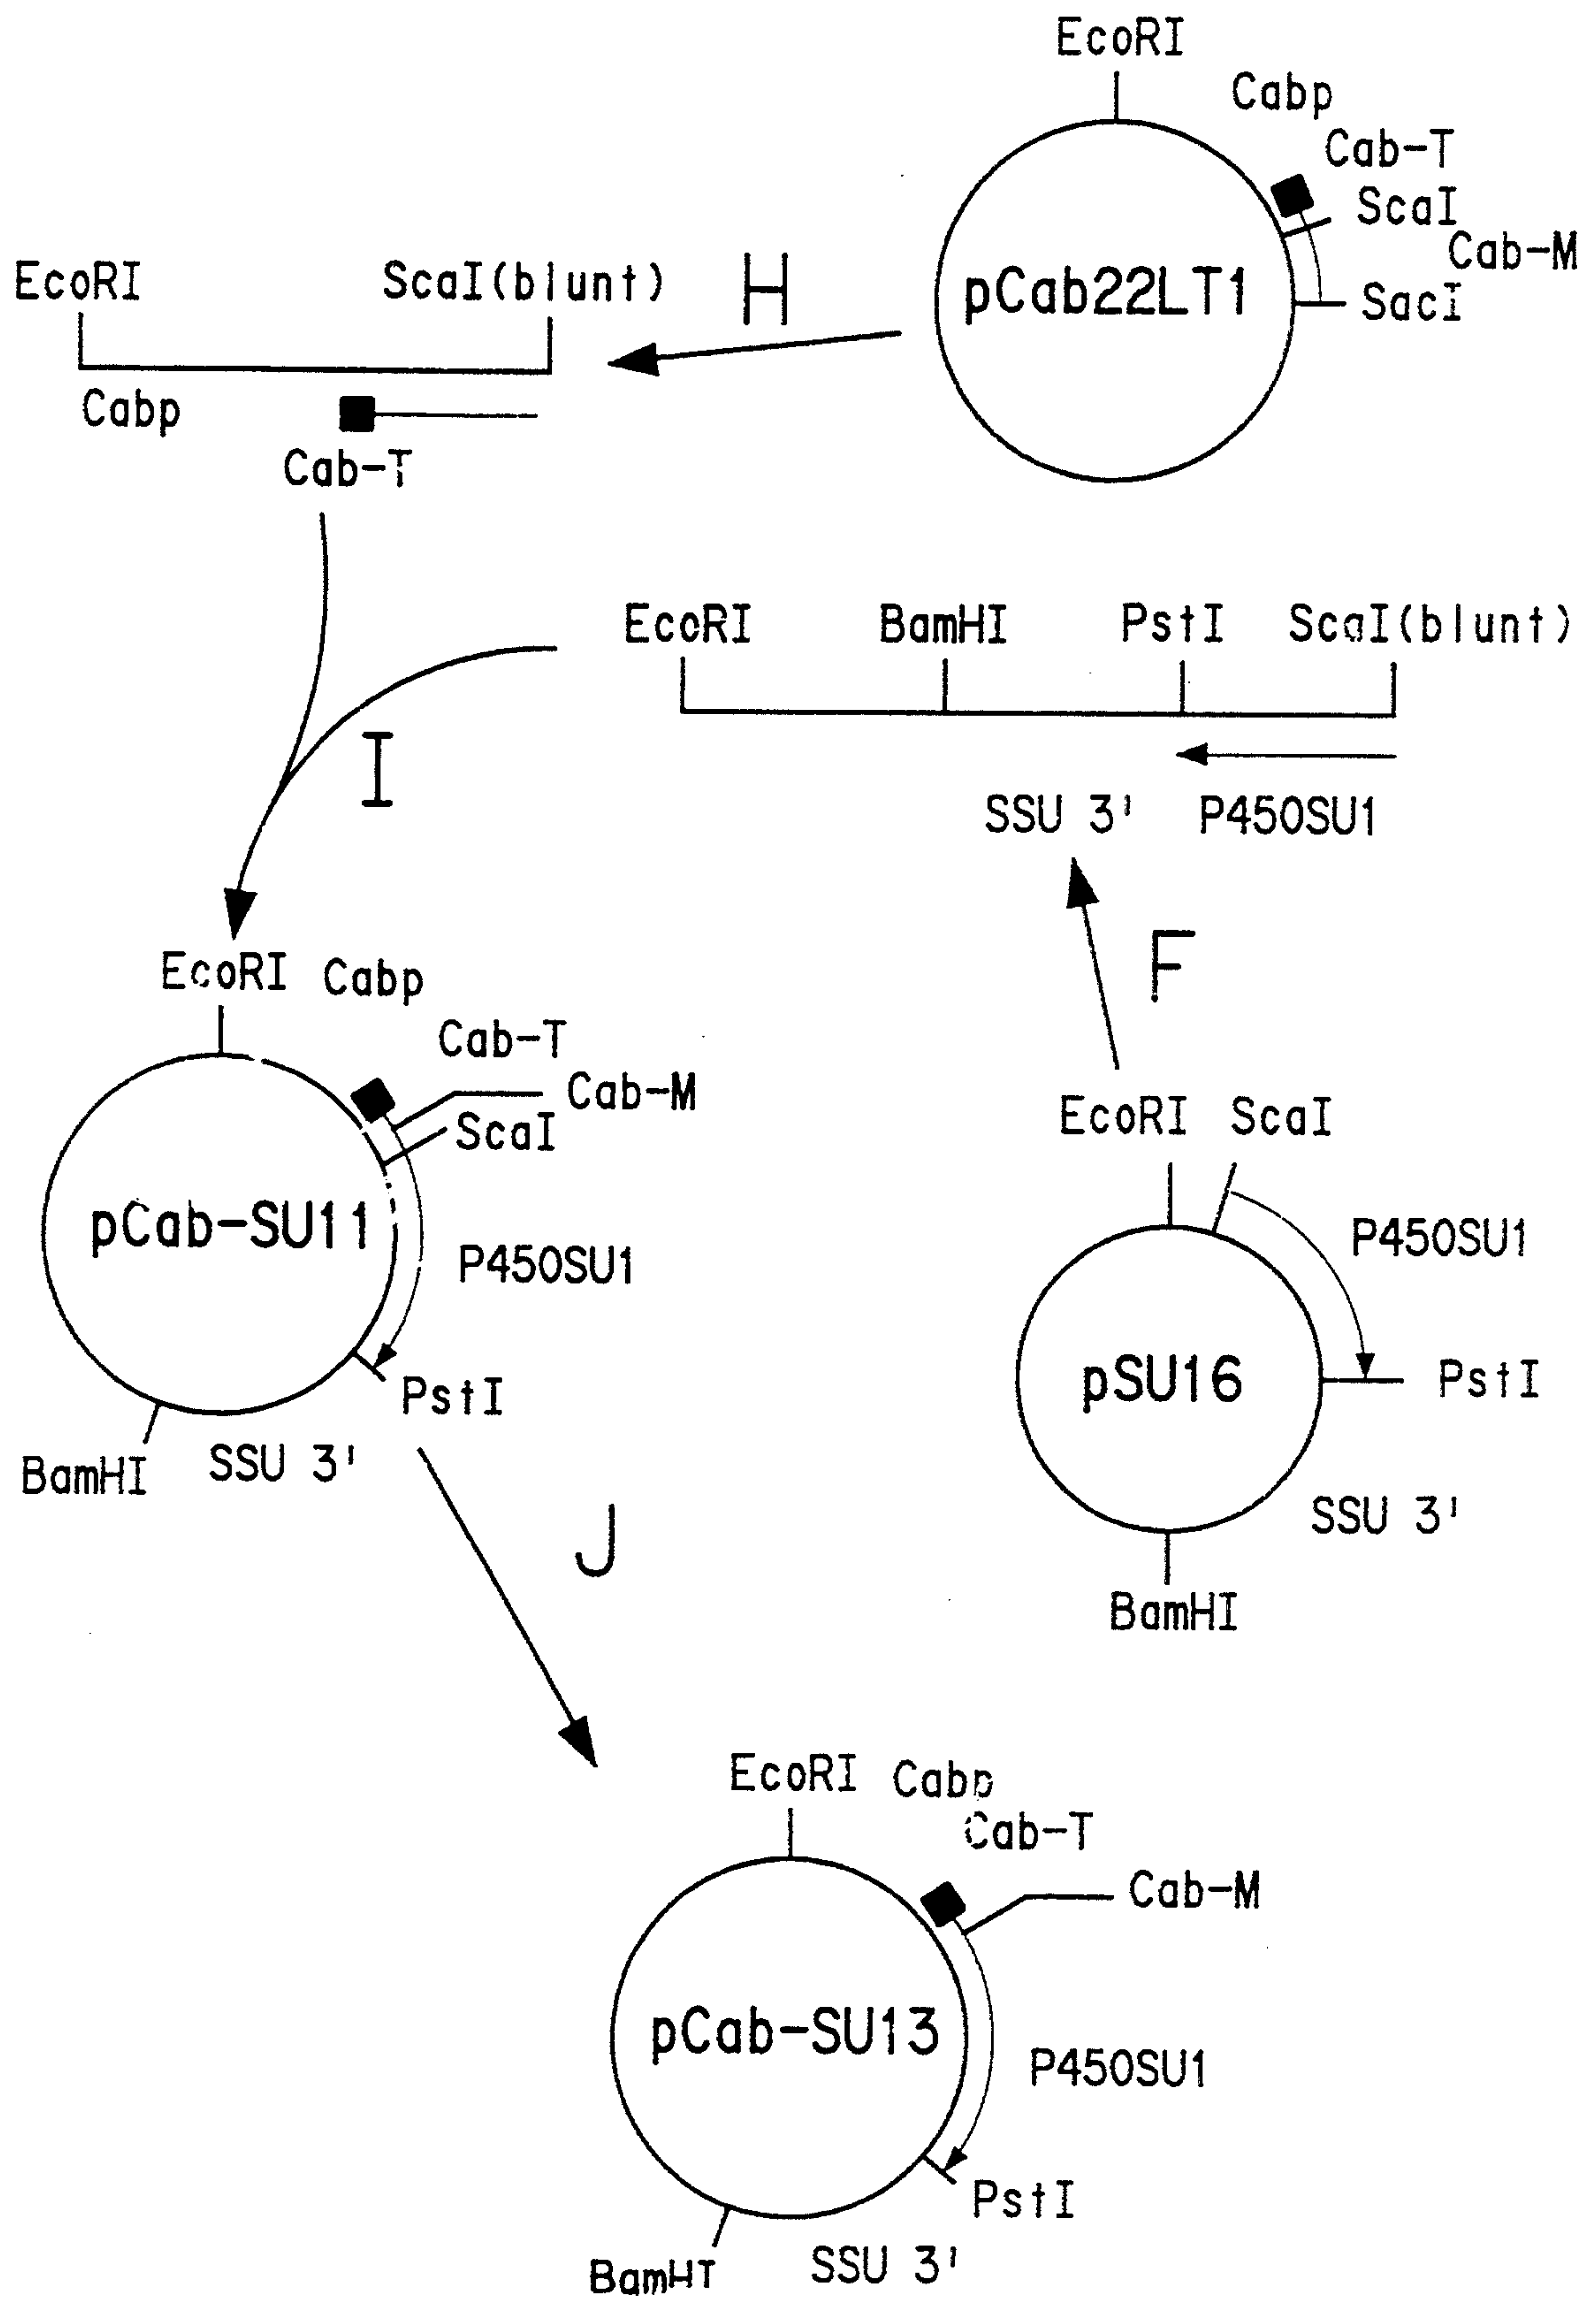 EcoRI
Cabp
Cab-T
ScaI
Cab-M
pCab22LT1
SacI
EcoRI
ScaI(blunt)
H
Cabp
Cab-T
EcoRI
BamHI
PstI
ScaI(blunt)
I
SSU 3'
P450SU1
F
EcoRI
Cabp
Cab-T
Cab-M
ScaI
pCab-SU11
P450SU1
PstI
BamHI
SSU 3'
EcoRI
ScaI
P450SU1
pSU16
PstI
SSU 3'
BamHI
J
EcoRI
Cabp
Cab-T
Cab-M
pCab-SU13
P450SU1
PstI
BamHI
SSU 3'